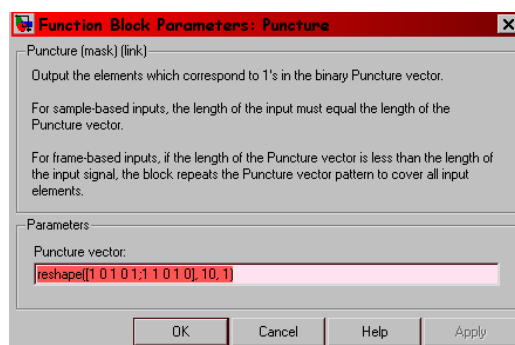 Function Block Parameters: Puncture
Puncture (mask) (link)
Output the elements which correspond to 1's in the binary Puncture vector.
For sample-based inputs, the length of the input must equal the length of the
Puncture vector.
For frame-based inputs, if the length of the Puncture vector is less than the length of
the input signal, the block repeats the Puncture vector pattern to cover all input
elements.
Parameters
Puncture vector:
reshape([1 0 1 0 1;1 1 0 1 0], 10, 1)
OK Cancel Help Apply